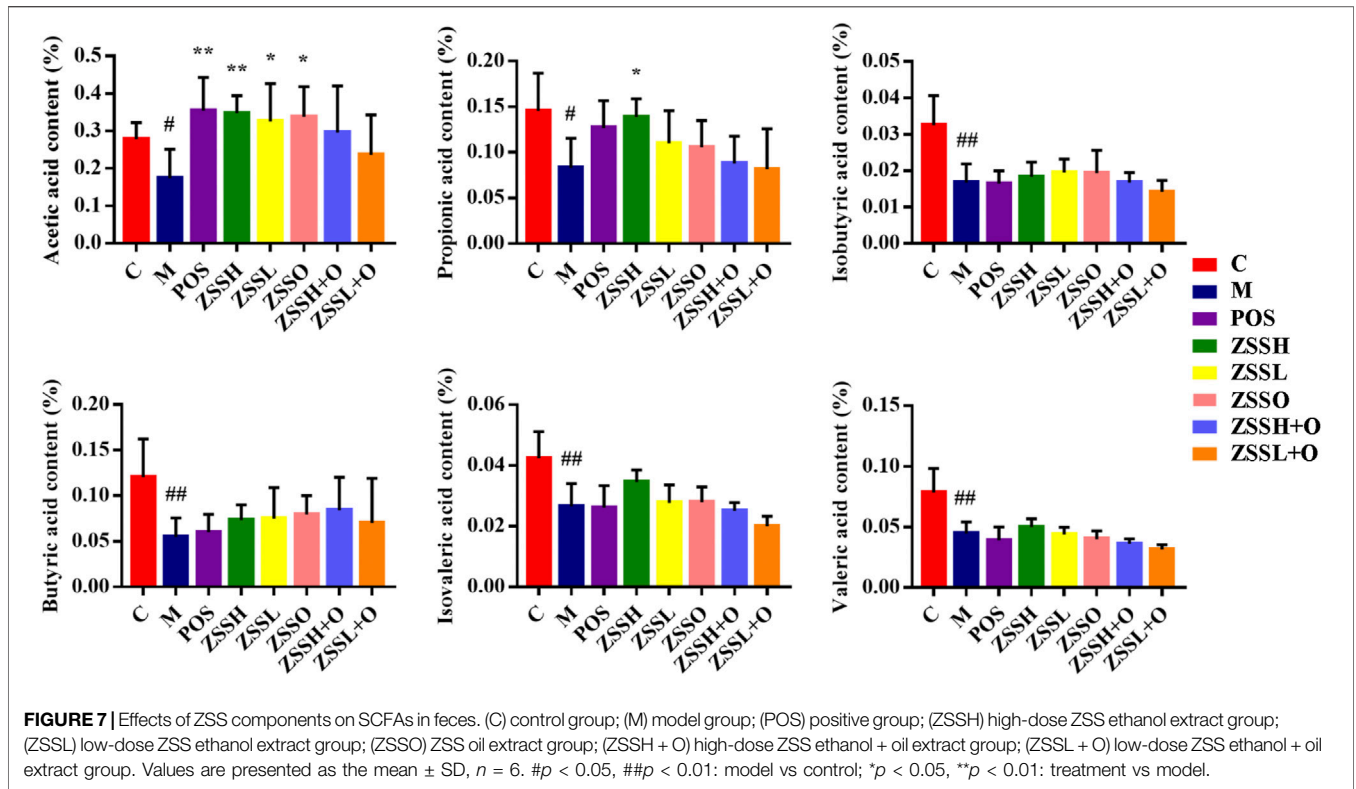 Acetic acid content (%)
0.5
0.4
0.3
0.2
0.1
0.0
#
**
**
*
*
C
M
POS
ZSSH
ZSSL
ZSSO
ZSSH+O
ZSSL+O
Propionic acid content (%)
0.20
0.15
0.10
0.05
0.00
#
*
C
M
POS
ZSSH
ZSSL
ZSSO
ZSSH+O
ZSSL+O
Isobutyric acid content (%)
0.05
0.04
0.03
0.02
0.01
0.00
##
C
M
POS
ZSSH
ZSSL
ZSSO
ZSSH+O
ZSSL+O
C
M
POS
ZSSH
ZSSL
ZSSO
ZSSH+O
ZSSL+O
Butyric acid content (%)
0.20
0.15
0.10
0.05
0.00
##
C
M
POS
ZSSH
ZSSL
ZSSO
ZSSH+O
ZSSL+O
Isovaleric acid content (%)
0.06
0.04
0.02
0.00
##
C
M
POS
ZSSH
ZSSL
ZSSO
ZSSH+O
ZSSL+O
Valeric acid content (%)
0.15
0.10
0.05
0.00
##
C
M
POS
ZSSH
ZSSL
ZSSO
ZSSH+O
ZSSL+O
FIGURE 7 | Effects of ZSS components on SCFAs in feces. (C) control group; (M) model group; (POS) positive group; (ZSSH) high-dose ZSS ethanol extract group;
(ZSSL) low-dose ZSS ethanol extract group; (ZSSO) ZSS oil extract group; (ZSSH + O) high-dose ZSS ethanol + oil extract group; (ZSSL + O) low-dose ZSS ethanol + oil
extract group. Values are presented as the mean ± SD, n = 6. #p < 0.05, ##p < 0.01: model vs control; *p < 0.05, **p < 0.01: treatment vs model.